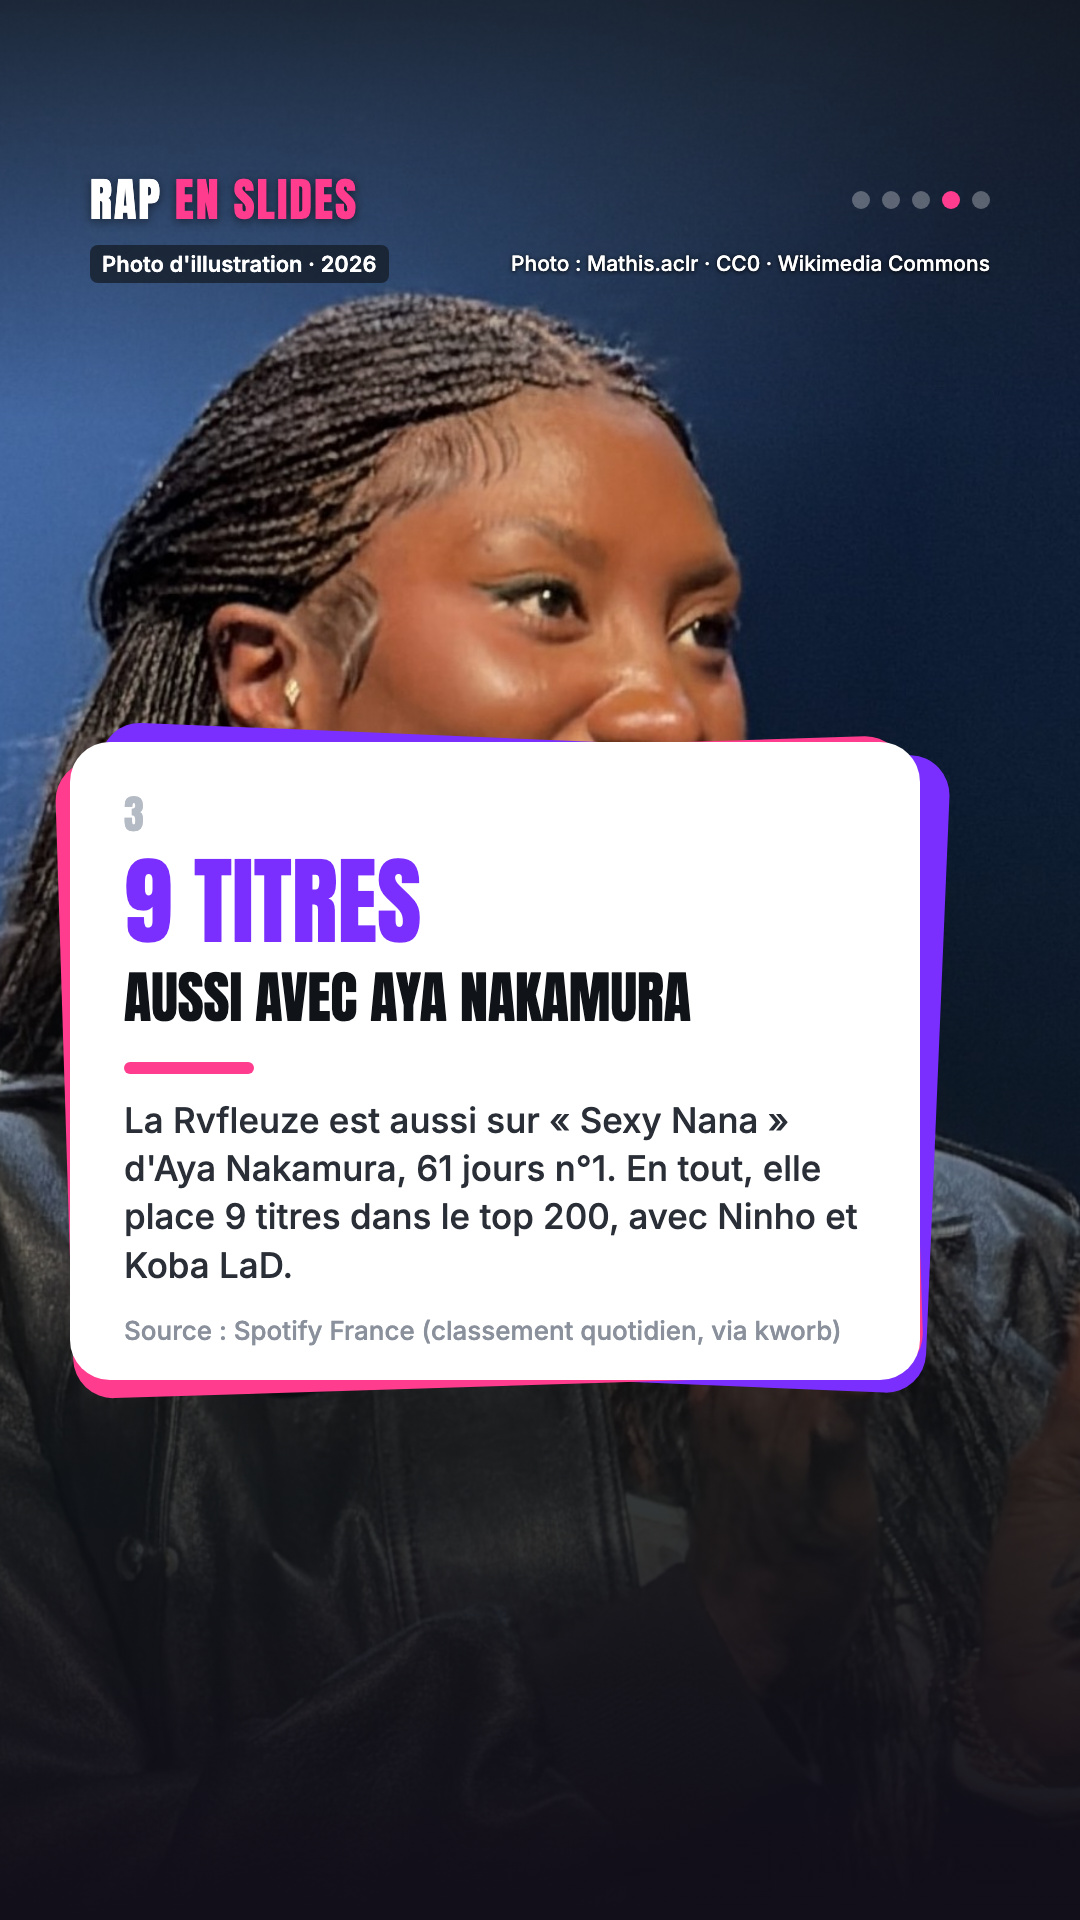 RAP EN SLIDES
Photo d'illustration · 2026
Photo : Mathis.aclr · CC0 · Wikimedia Commons
3
9 TITRES
AUSSI AVEC AYA NAKAMURA
La Rvfleuze est aussi sur « Sexy Nana »
d'Aya Nakamura, 61 jours n°1. En tout, elle
place 9 titres dans le top 200, avec Ninho et
Koba LaD.
Source : Spotify France (classement quotidien, via kworb)